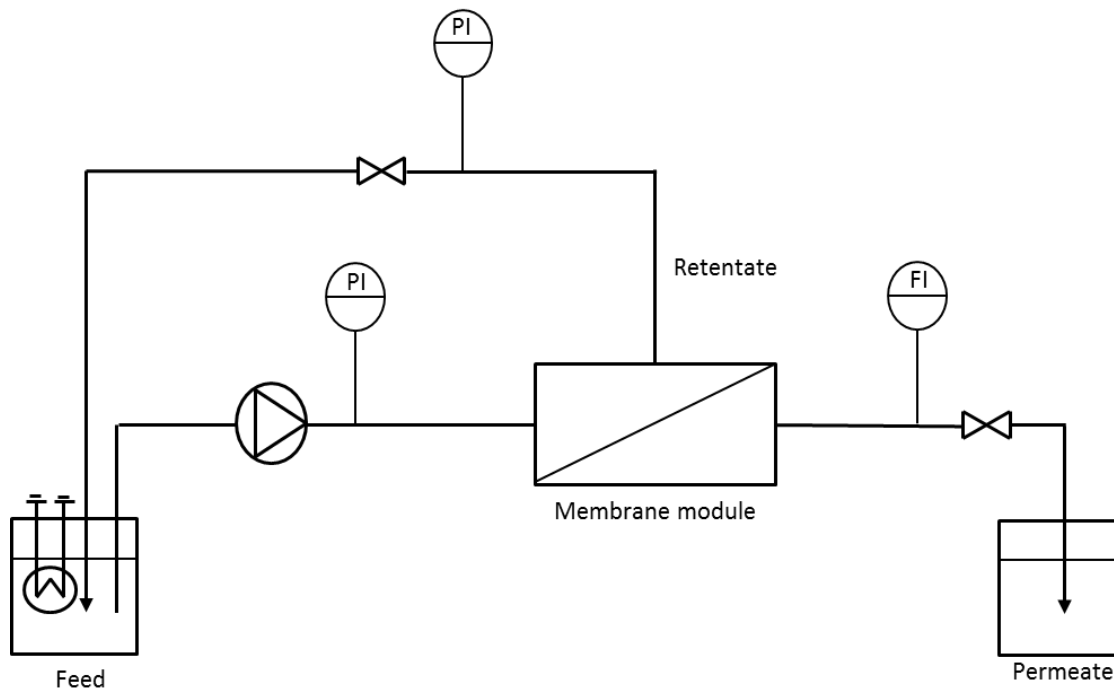 PI
Retentate
PI
FI
Membrane module
Feed
Permeate